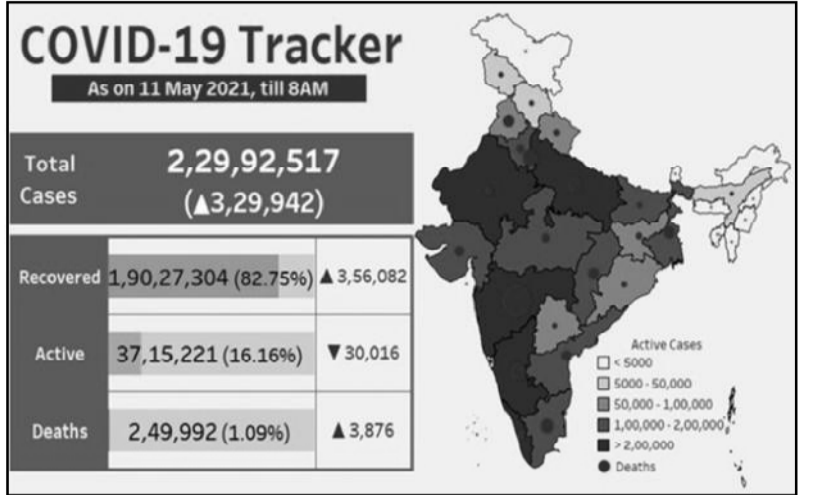 COVID-19 Tracker
As on 11 May 2021, till 8AM
Total
Cases
2,29,92,517
(▲3,29,942)
Recovered
1,90,27,304 (82.75%)
▲3,56,082
Active
37,15,221 (16.16%)
▼30,016
Deaths
2,49,992 (1.09%)
▲3,876
Active Cases
< 5000
5000 - 50,000
50,000 - 1,00,000
1,00,000 - 2,00,000
> 2,00,000
Deaths